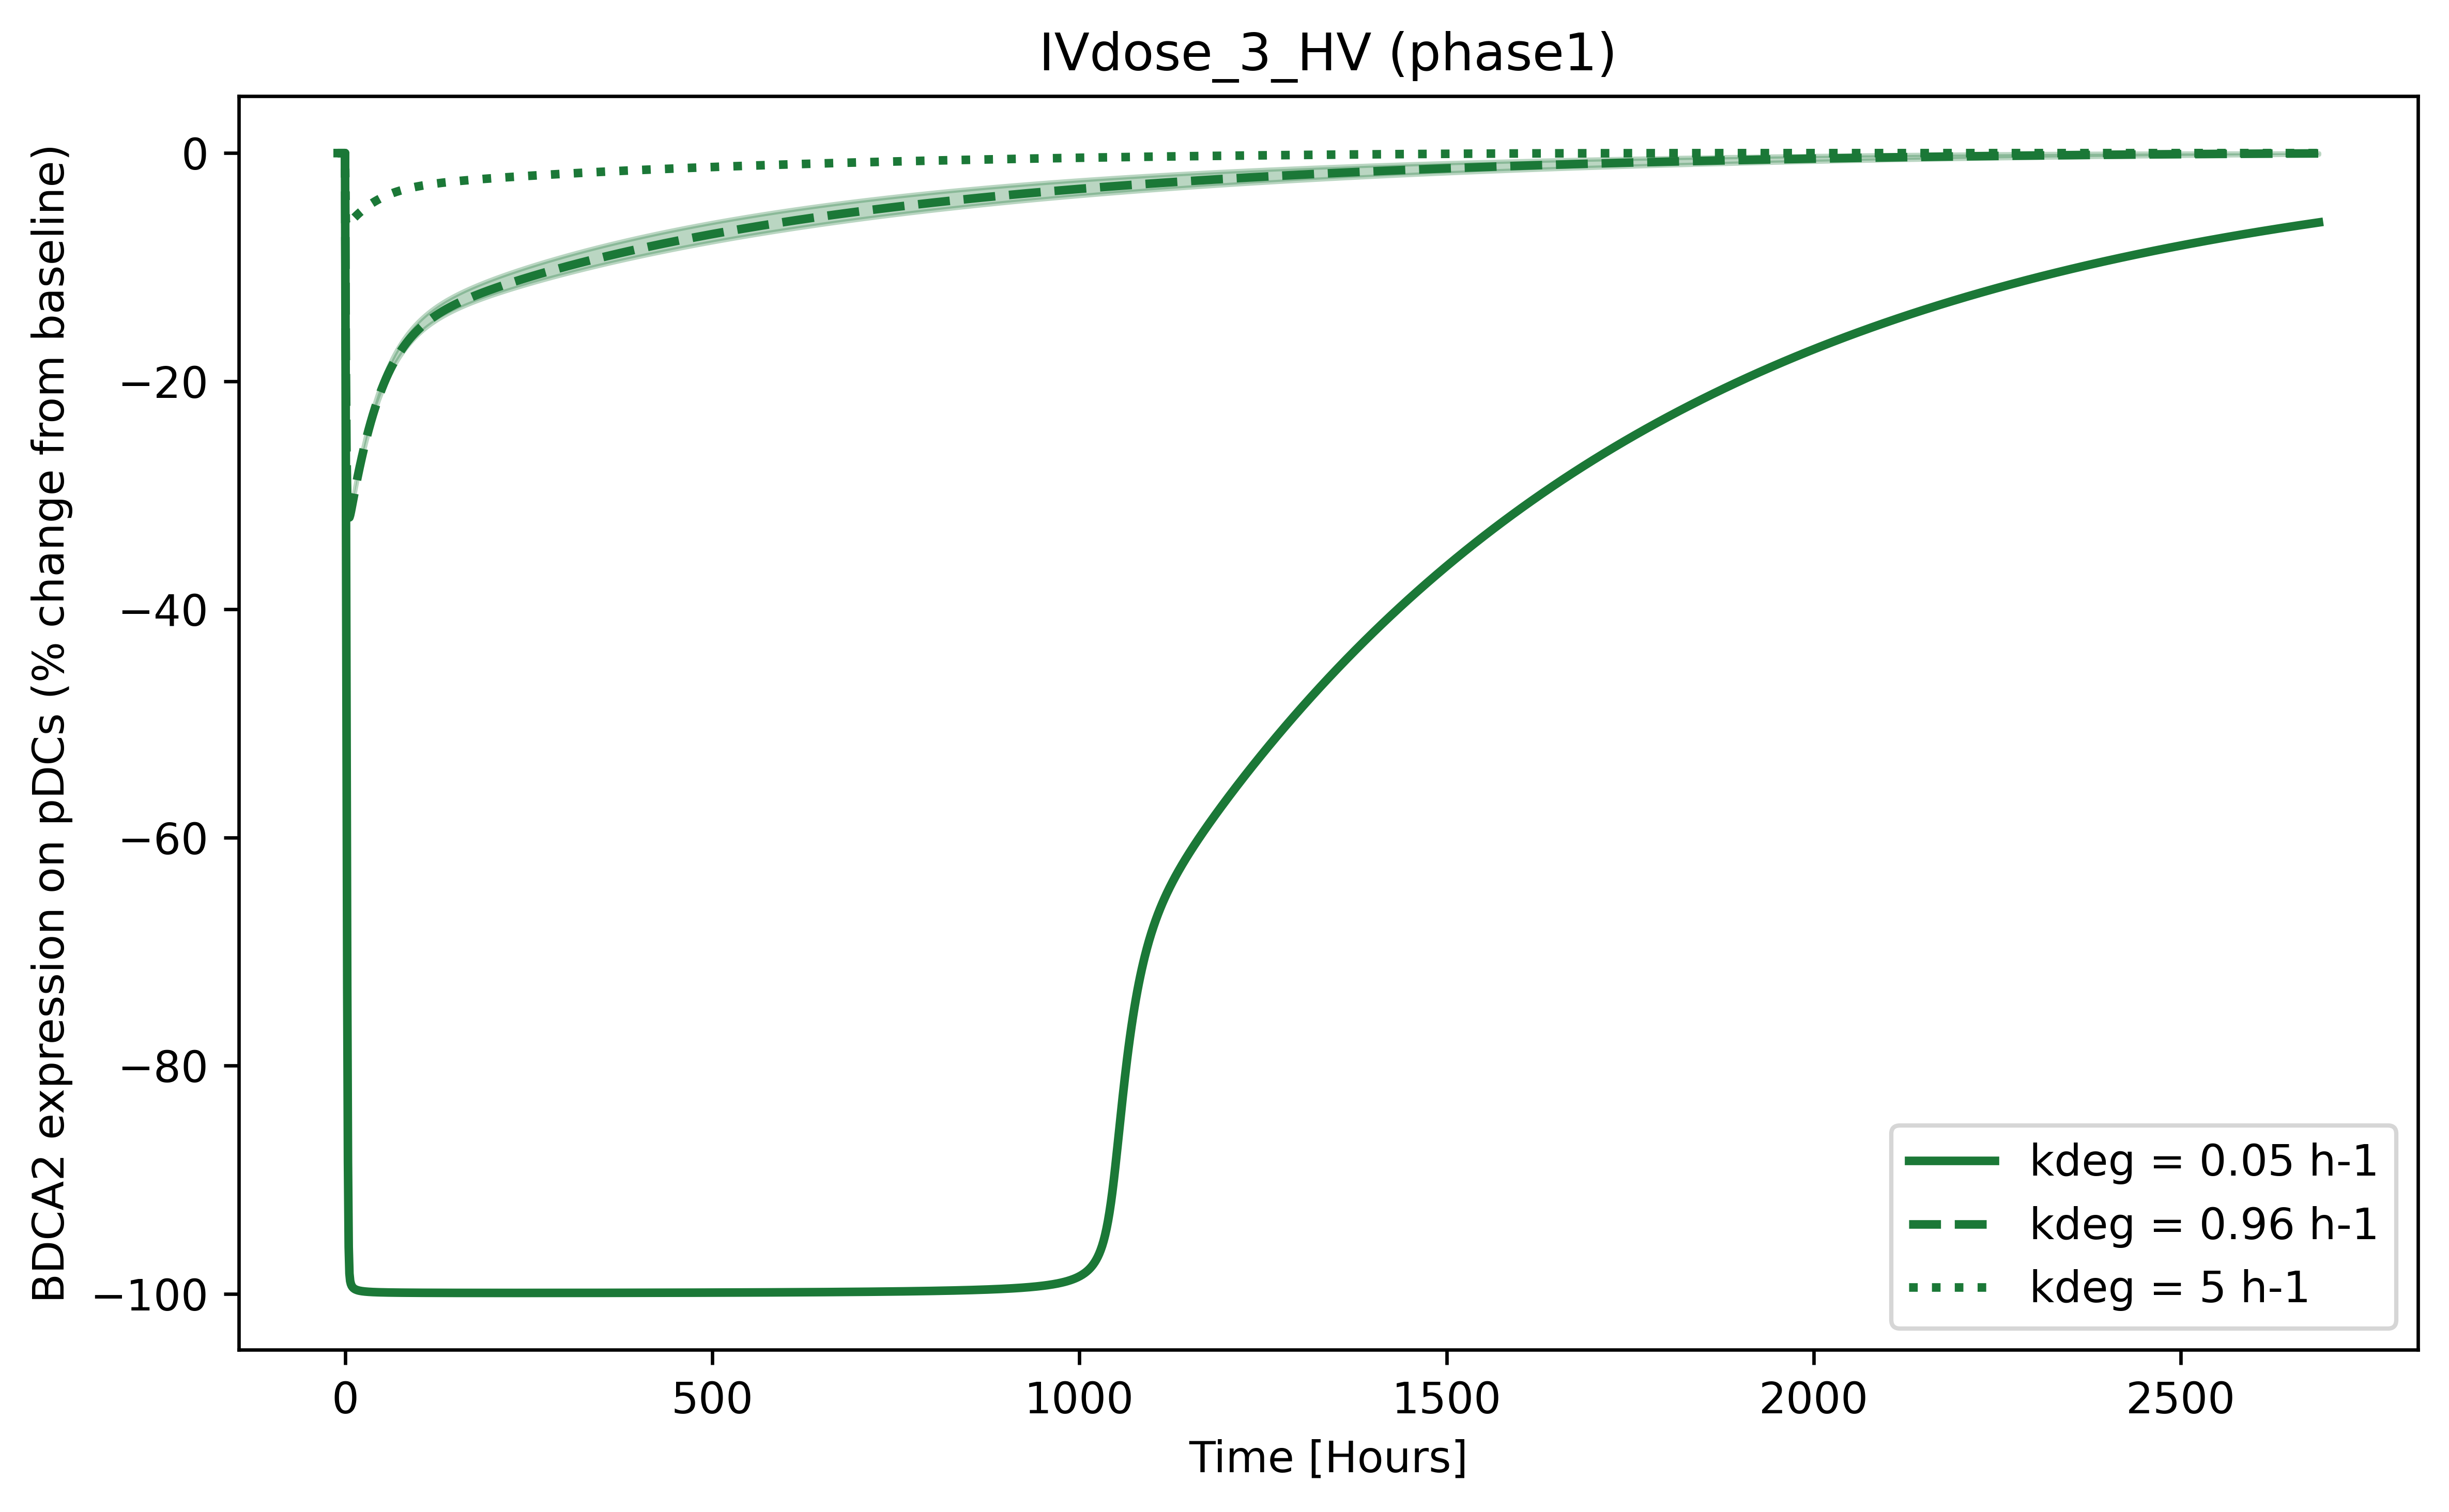 IVdose_3_HV (phase1)
BDCA2 expression on pDCs (% change from baseline)
0
−20
−40
−60
−80
−100
kdeg = 0.05 h-1
kdeg = 0.96 h-1
kdeg = 5 h-1
0 500 1000 1500 2000 2500
Time [Hours]